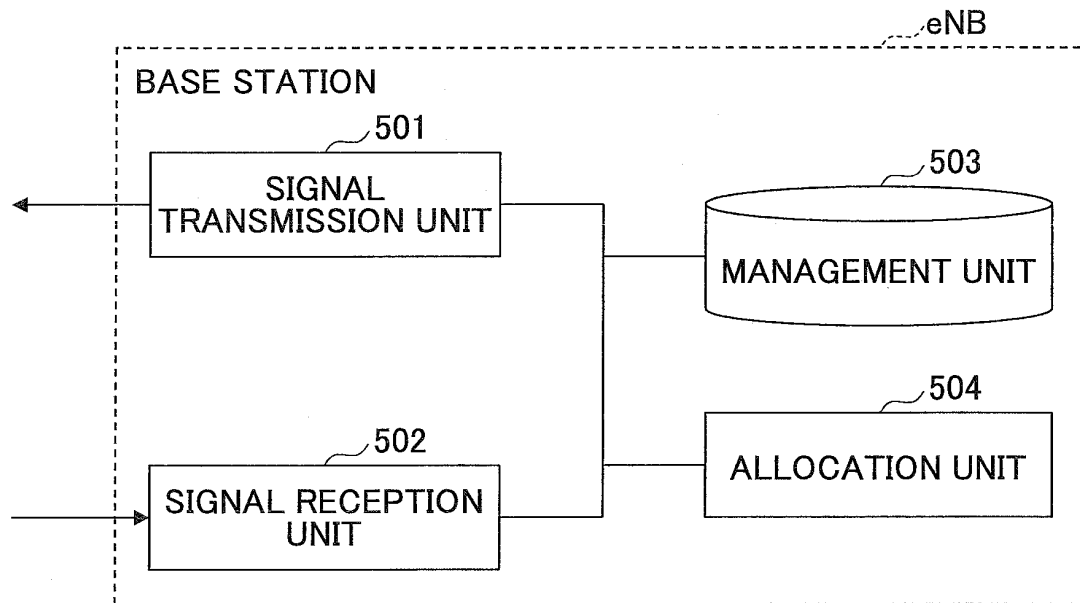 eNB
BASE STATION
501
SIGNAL
TRANSMISSION UNIT
503
MANAGEMENT UNIT
502
SIGNAL RECEPTION
UNIT
504
ALLOCATION UNIT